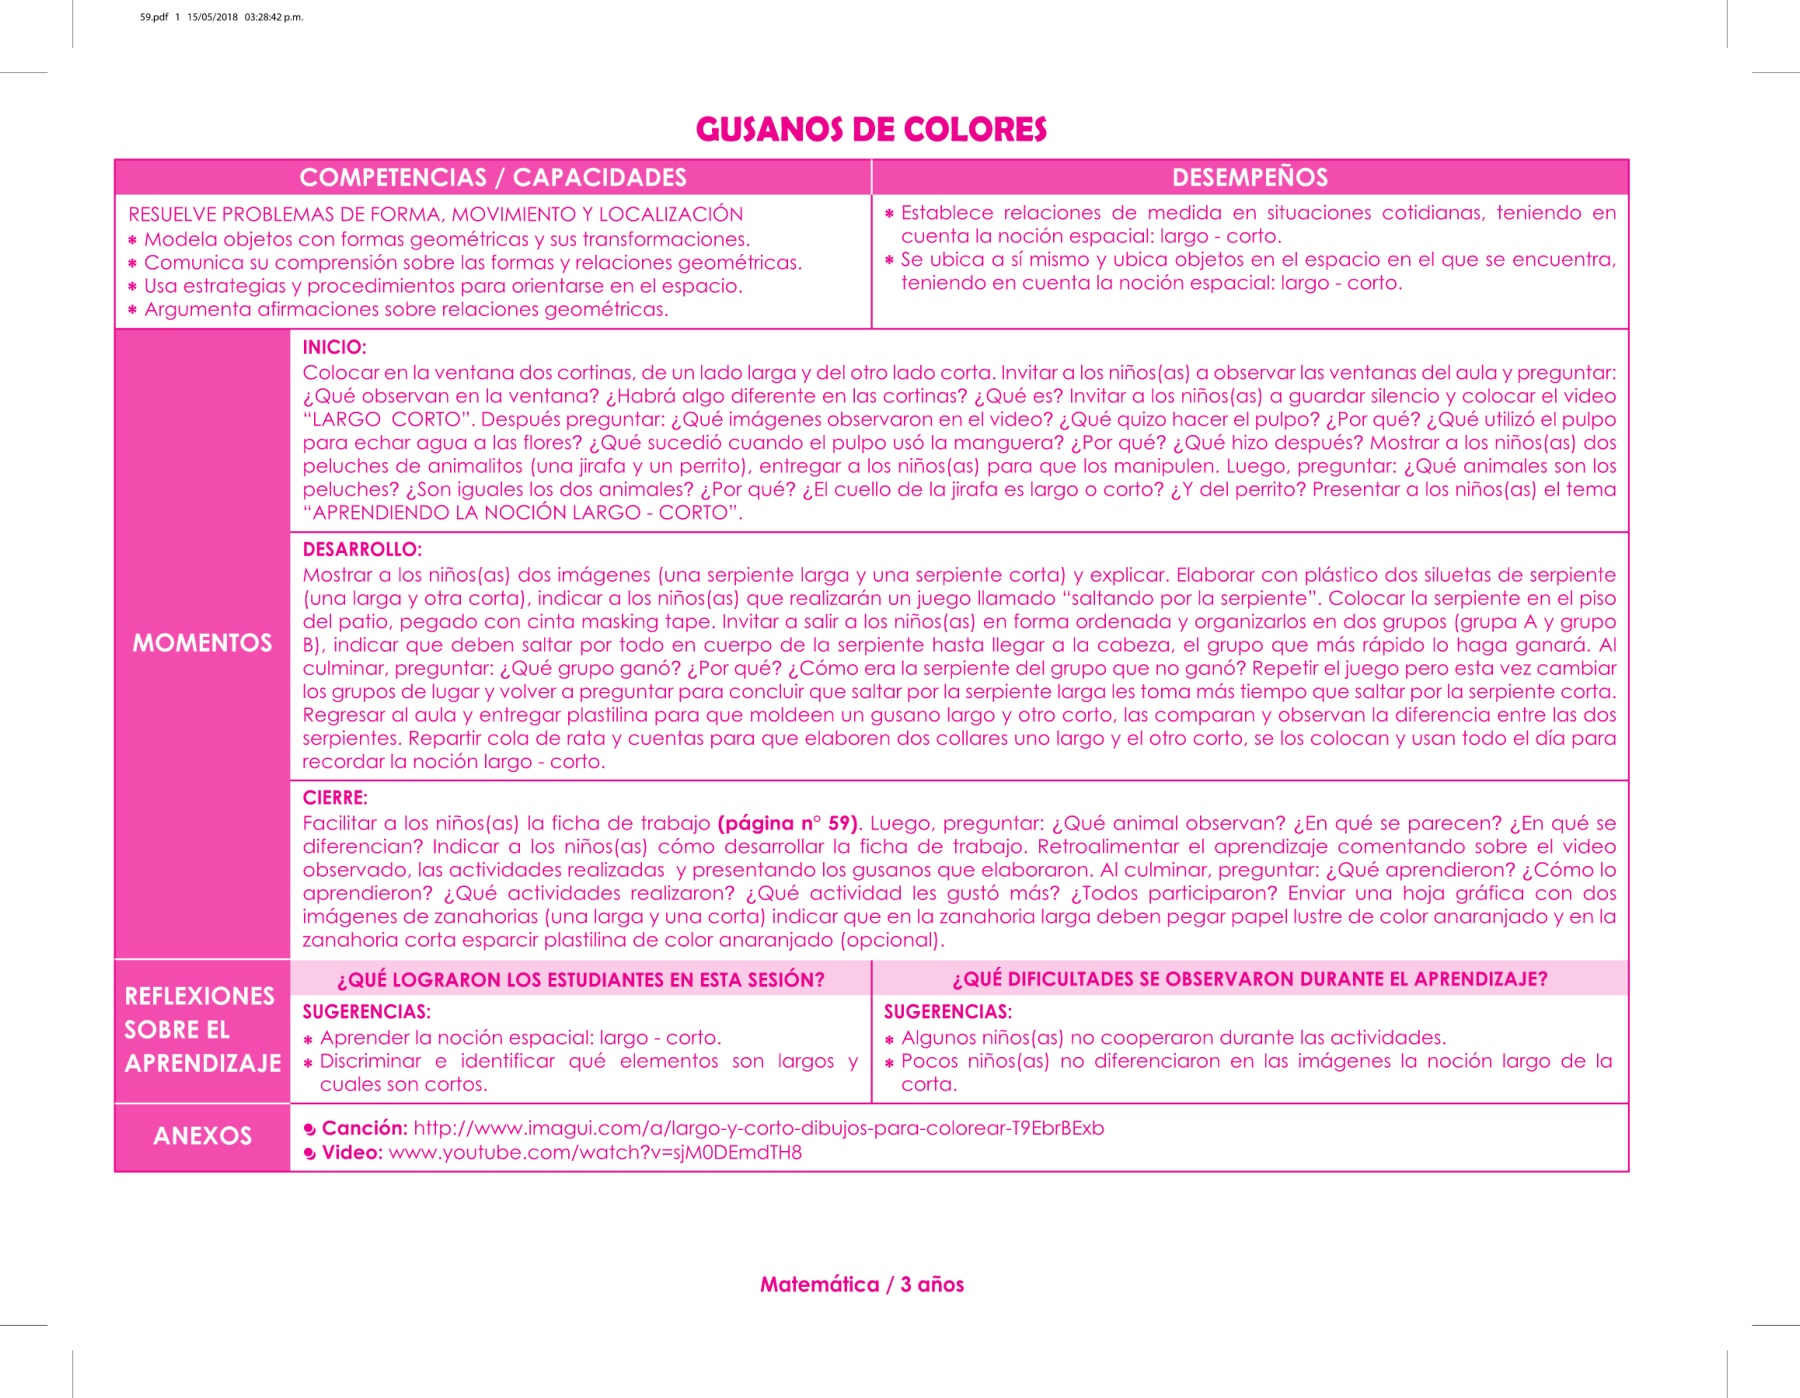 59.pdf 1 15/05/2018 03:28:42 p.m.
GUSANOS DE COLORES
COMPETENCIAS / CAPACIDADES
DESEMPEÑOS
RESUELVE PROBLEMAS DE FORMA, MOVIMIENTO Y LOCALIZACIÓN
* Modela objetos con formas geométricas y sus transformaciones.
* Comunica su comprensión sobre las formas y relaciones geométricas.
* Usa estrategias y procedimientos para orientarse en el espacio.
* Argumenta afirmaciones sobre relaciones geométricas.
* Establece relaciones de medida en situaciones cotidianas, teniendo en
cuenta la noción espacial: largo - corto.
* Se ubica a sí mismo y ubica objetos en el espacio en el que se encuentra,
teniendo en cuenta la noción espacial: largo - corto.
MOMENTOS
INICIO:
Colocar en la ventana dos cortinas, de un lado larga y del otro lado corta. Invitar a los niños(as) a observar las ventanas del aula y preguntar:
¿Qué observan en la ventana? ¿Habrá algo diferente en las cortinas? ¿Qué es? Invitar a los niños(as) a guardar silencio y colocar el video
“LARGO CORTO”. Después preguntar: ¿Qué imágenes observaron en el video? ¿Qué quizo hacer el pulpo? ¿Por qué? ¿Qué utilizó el pulpo
para echar agua a las flores? ¿Qué sucedió cuando el pulpo usó la manguera? ¿Por qué? ¿Qué hizo después? Mostrar a los niños(as) dos
peluches de animalitos (una jirafa y un perrito), entregar a los niños(as) para que los manipulen. Luego, preguntar: ¿Qué animales son los
peluches? ¿Son iguales los dos animales? ¿Por qué? ¿El cuello de la jirafa es largo o corto? ¿Y del perrito? Presentar a los niños(as) el tema
“APRENDIENDO LA NOCIÓN LARGO - CORTO”.
DESARROLLO:
Mostrar a los niños(as) dos imágenes (una serpiente larga y una serpiente corta) y explicar. Elaborar con plástico dos siluetas de serpiente
(una larga y otra corta), indicar a los niños(as) que realizarán un juego llamado “saltando por la serpiente”. Colocar la serpiente en el piso
del patio, pegado con cinta masking tape. Invitar a salir a los niños(as) en forma ordenada y organizarlos en dos grupos (grupa A y grupo
B), indicar que deben saltar por todo en cuerpo de la serpiente hasta llegar a la cabeza, el grupo que más rápido lo haga ganará. Al
culminar, preguntar: ¿Qué grupo ganó? ¿Por qué? ¿Cómo era la serpiente del grupo que no ganó? Repetir el juego pero esta vez cambiar
los grupos de lugar y volver a preguntar para concluir que saltar por la serpiente larga les toma más tiempo que saltar por la serpiente corta.
Regresar al aula y entregar plastilina para que moldeen un gusano largo y otro corto, las comparan y observan la diferencia entre las dos
serpientes. Repartir cola de rata y cuentas para que elaboren dos collares uno largo y el otro corto, se los colocan y usan todo el día para
recordar la noción largo - corto.
CIERRE:
Facilitar a los niños(as) la ficha de trabajo (página n° 59). Luego, preguntar: ¿Qué animal observan? ¿En qué se parecen? ¿En qué se
diferencian? Indicar a los niños(as) cómo desarrollar la ficha de trabajo. Retroalimentar el aprendizaje comentando sobre el video
observado, las actividades realizadas y presentando los gusanos que elaboraron. Al culminar, preguntar: ¿Qué aprendieron? ¿Cómo lo
aprendieron? ¿Qué actividades realizaron? ¿Qué actividad les gustó más? ¿Todos participaron? Enviar una hoja gráfica con dos
imágenes de zanahorias (una larga y una corta) indicar que en la zanahoria larga deben pegar papel lustre de color anaranjado y en la
zanahoria corta esparcir plastilina de color anaranjado (opcional).
REFLEXIONES
SOBRE EL
APRENDIZAJE
¿QUÉ LOGRARON LOS ESTUDIANTES EN ESTA SESIÓN?
SUGERENCIAS:
* Aprender la noción espacial: largo - corto.
* Discriminar e identificar qué elementos son largos y
cuales son cortos.
¿QUÉ DIFICULTADES SE OBSERVARON DURANTE EL APRENDIZAJE?
SUGERENCIAS:
* Algunos niños(as) no cooperaron durante las actividades.
* Pocos niños(as) no diferenciaron en las imágenes la noción largo de la
corta.
ANEXOS
Canción: http://www.imagui.com/a/largo-y-corto-dibujos-para-colorear-T9EbrBExb
Video: www.youtube.com/watch?v=sjM0DEmdTH8
Matemática / 3 años